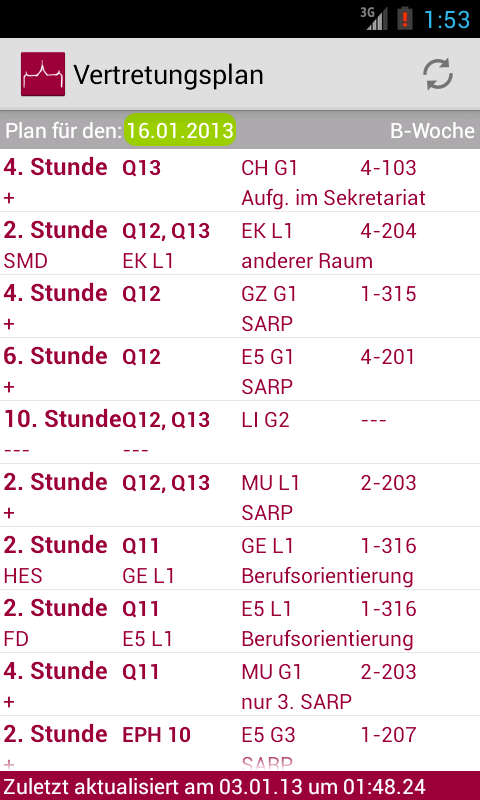 3G 1:53
Vertretungsplan
Plan für den: 16.01.2013 B-Woche
4. Stunde Q13 CH G1 4-103
+ Aufg. im Sekretariat
2. Stunde Q12, Q13 EK L1 4-204
SMD EK L1 anderer Raum
4. Stunde Q12 GZ G1 1-315
+ SARP
6. Stunde Q12 E5 G1 4-201
+ SARP
10. Stunde Q12, Q13 LI G2 ---
--- ---
2. Stunde Q12, Q13 MU L1 2-203
+ SARP
2. Stunde Q11 GE L1 1-316
HES GE L1 Berufsorientierung
2. Stunde Q11 E5 L1 1-316
FD E5 L1 Berufsorientierung
4. Stunde Q11 MU G1 2-203
+ nur 3. SARP
2. Stunde EPH 10 E5 G3 1-207
+ SARP
Zuletzt aktualisiert am 03.01.13 um 01:48.24